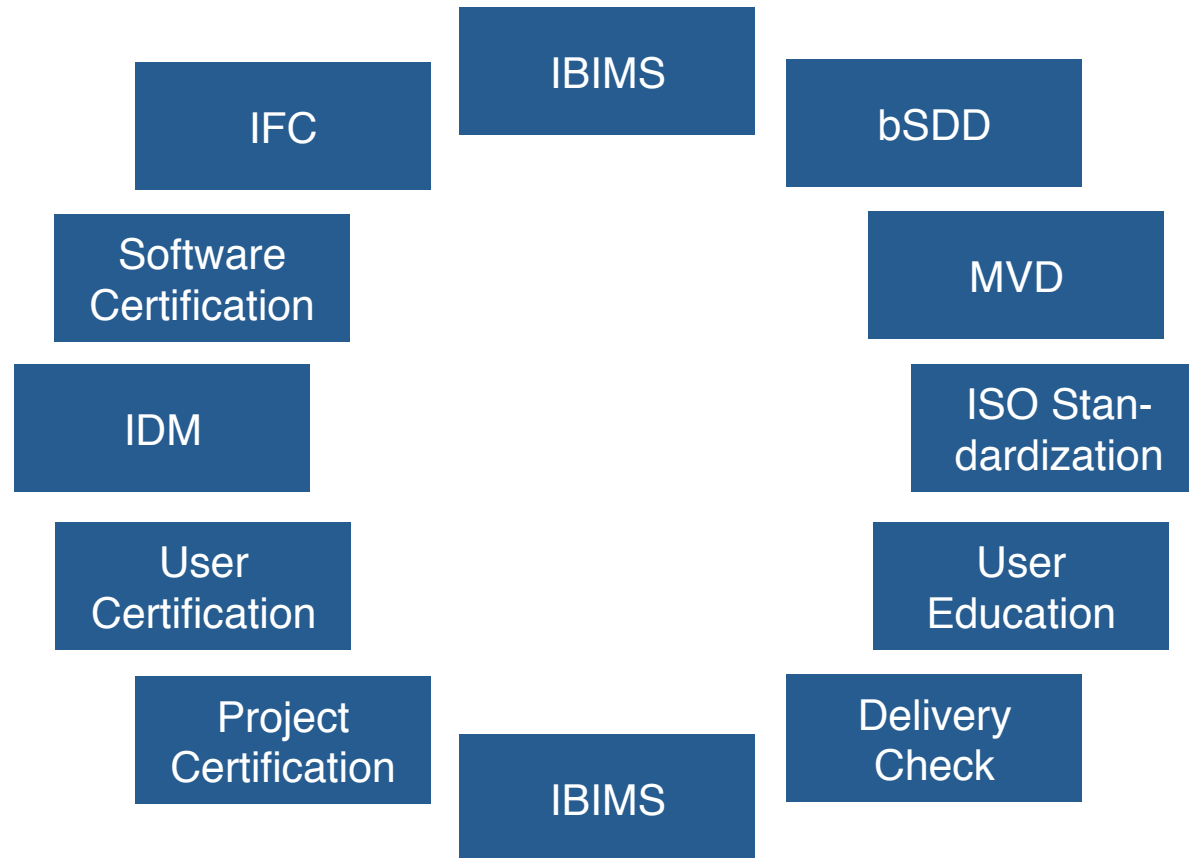 IBIMS
IFC
bSDD
Software
Certification
MVD
IDM
ISO Stan-
dardization
User
Certification
User
Education
Project
Certification
Delivery
Check
IBIMS